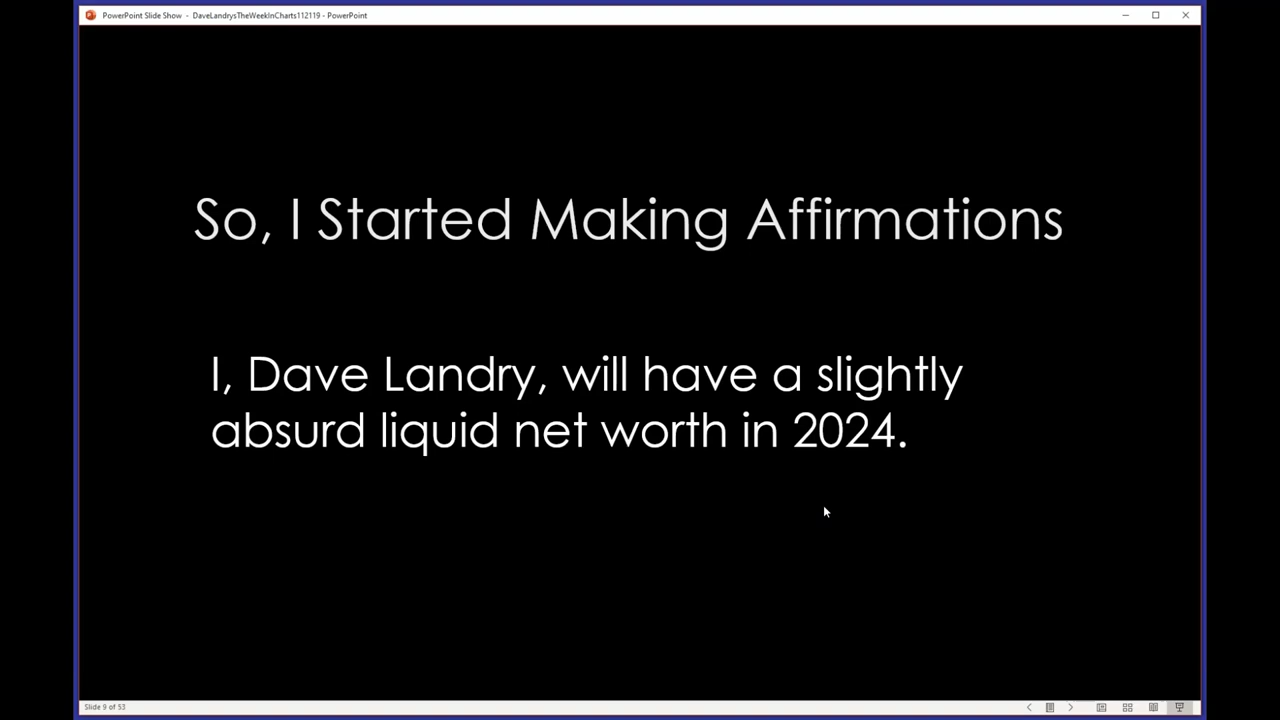 PowerPoint Slide Show - DaveLandrysTheWeekInCharts112119 - PowerPoint
So, I Started Making Affirmations
I, Dave Landry, will have a slightly
absurd liquid net worth in 2024.
Slide 9 of 53